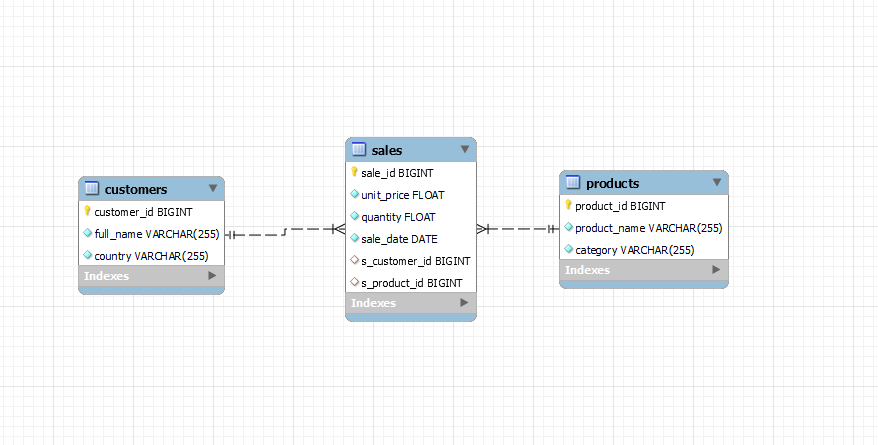 customers
customer_id BIGINT
full_name VARCHAR(255)
country VARCHAR(255)
Indexes
sales
sale_id BIGINT
unit_price FLOAT
quantity FLOAT
sale_date DATE
s_customer_id BIGINT
s_product_id BIGINT
Indexes
products
product_id BIGINT
product_name VARCHAR(255)
category VARCHAR(255)
Indexes